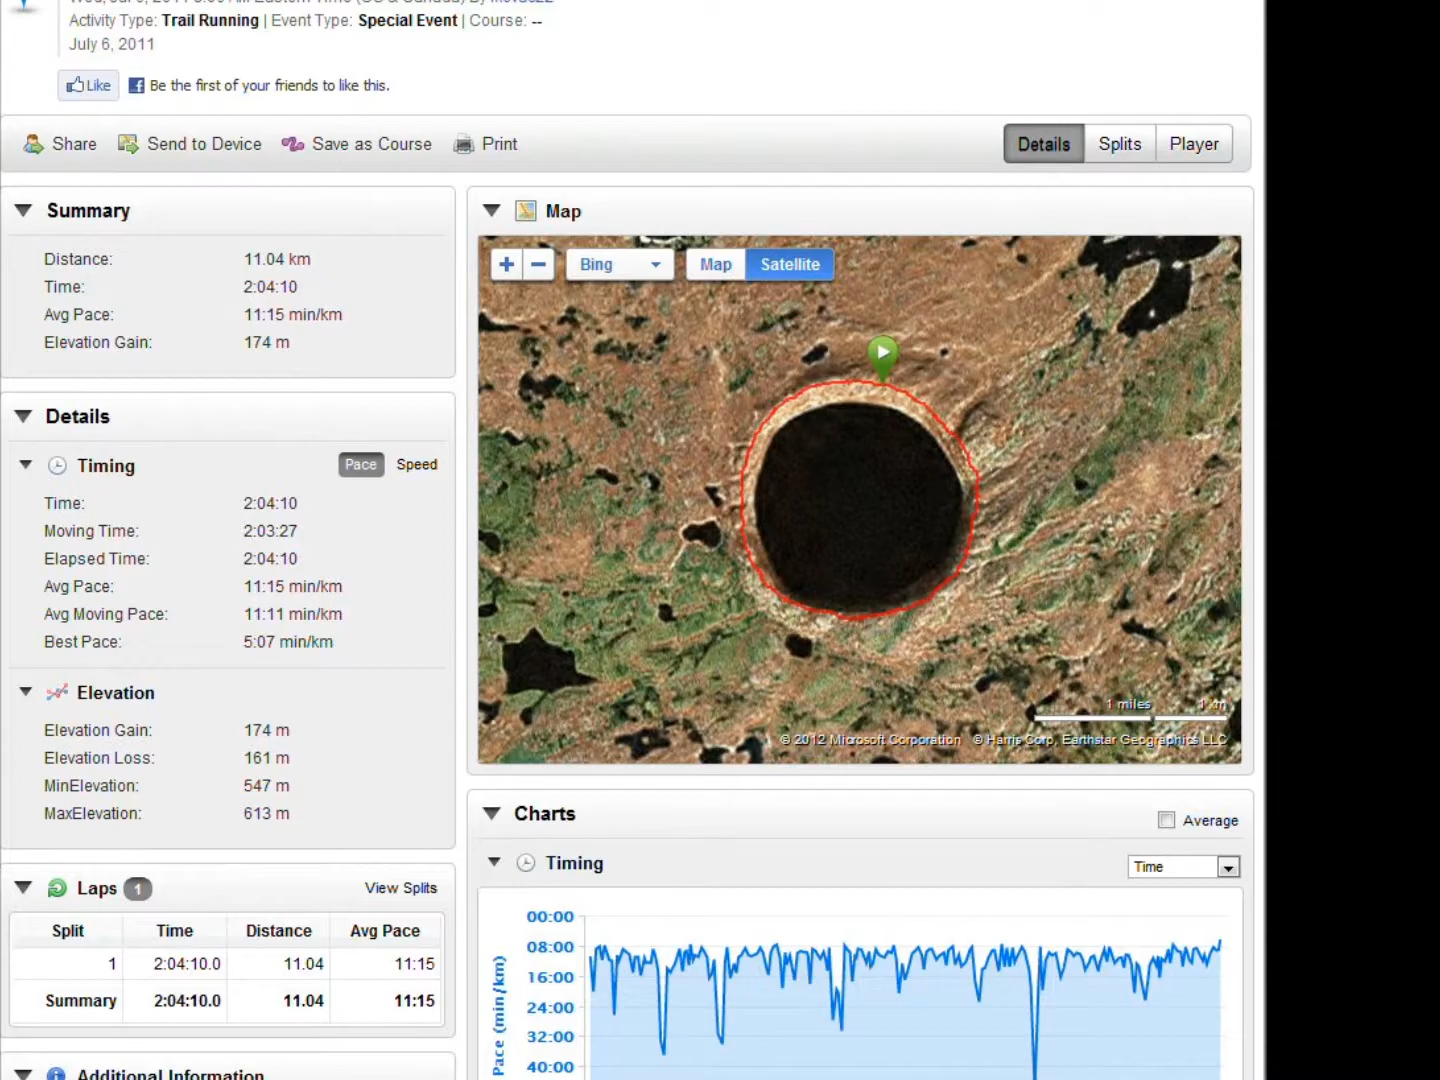 Activity Type: Trail Running | Event Type: Special Event | Course: --
July 6, 2011
Like
Be the first of your friends to like this.
Share
Send to Device
Save as Course
Print
Details
Splits
Player
Summary
Distance: 11.04 km
Time: 2:04:10
Avg Pace: 11:15 min/km
Elevation Gain: 174 m
Details
Timing
Pace
Speed
Time: 2:04:10
Moving Time: 2:03:27
Elapsed Time: 2:04:10
Avg Pace: 11:15 min/km
Avg Moving Pace: 11:11 min/km
Best Pace: 5:07 min/km
Elevation
Elevation Gain: 174 m
Elevation Loss: 161 m
MinElevation: 547 m
MaxElevation: 613 m
Laps 1
View Splits
Split Time Distance Avg Pace
1 2:04:10.0 11.04 11:15
Summary 2:04:10.0 11.04 11:15
Additional Information
Map
+ −
Bing
Map
Satellite
1 miles 1 km
© 2012 Microsoft Corporation © Harris Corp, Earthstar Geographics LLC
Charts
Average
Timing
Time
00:00
08:00
16:00
24:00
32:00
40:00
Pace (min/km)